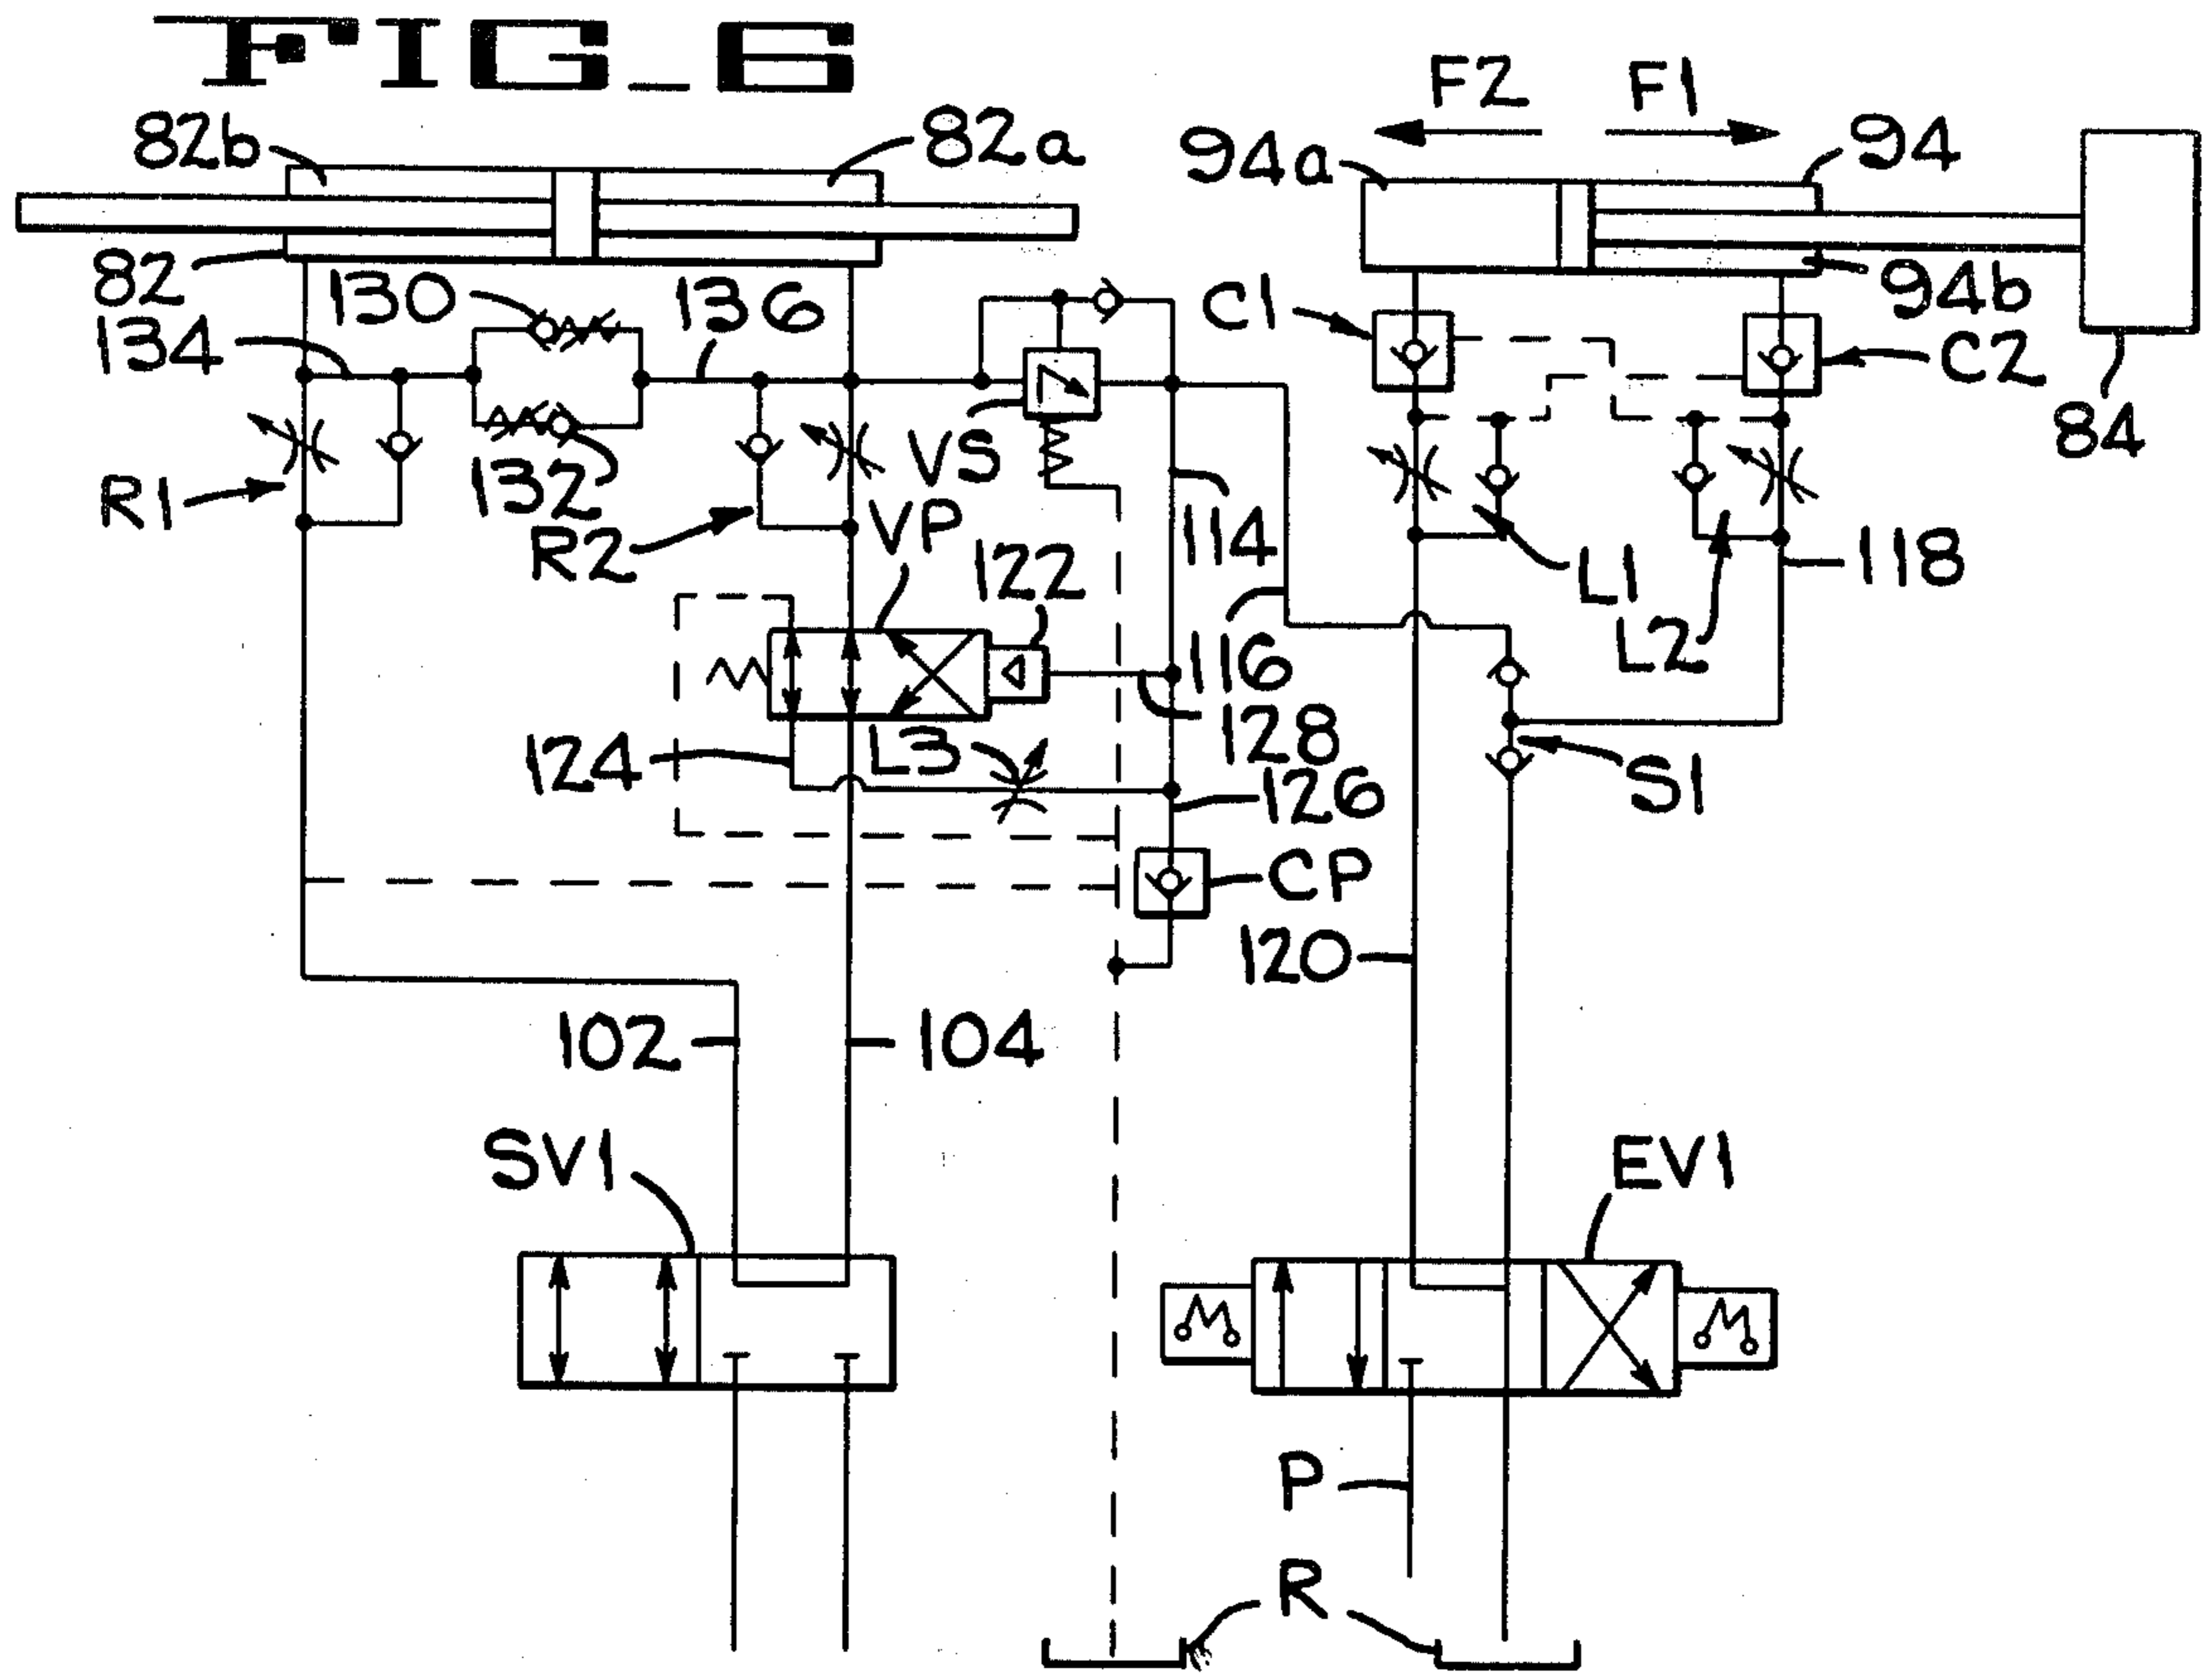 FIG_6
F2 F1
82b 82a 94a 94
82 130 136 C1 94b
134 C2
84
132 VS
R1 R2 VP 114 L1 118
122
L2
116
128
124 L3 S1
126
CP
120
102 104
SV1 EV1
P
R